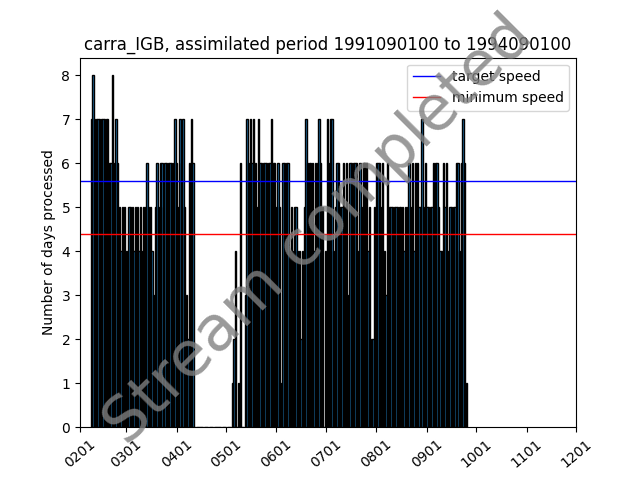 carra_IGB, assimilated period 1991090100 to 1994090100
target speed
minimum speed
Number of days processed
8
7
6
5
4
3
2
1
0
0201 0301 0401 0501 0601 0701 0801 0901 1001 1101 1201
Stream completed